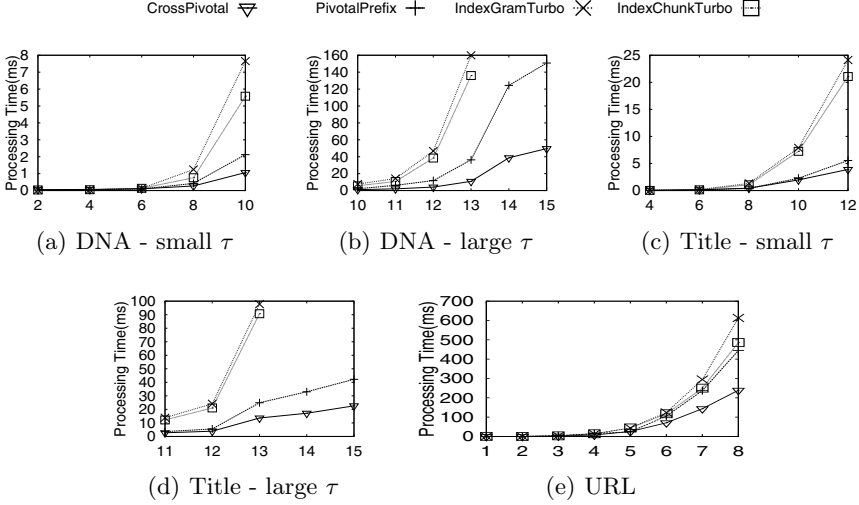 CrossPivotal PivotalPrefix IndexGramTurbo IndexChunkTurbo
Processing Time(ms)
8
7
6
5
4
3
2
1
0
2 4 6 8 10
(a) DNA - small τ
Processing Time(ms)
160
140
120
100
80
60
40
20
0
10 11 12 13 14 15
(b) DNA - large τ
Processing Time(ms)
25
20
15
10
5
0
4 6 8 10 12
(c) Title - small τ
Processing Time(ms)
100
90
80
70
60
50
40
30
20
10
0
11 12 13 14 15
(d) Title - large τ
Processing Time(ms)
700
600
500
400
300
200
100
0
1 2 3 4 5 6 7 8
(e) URL